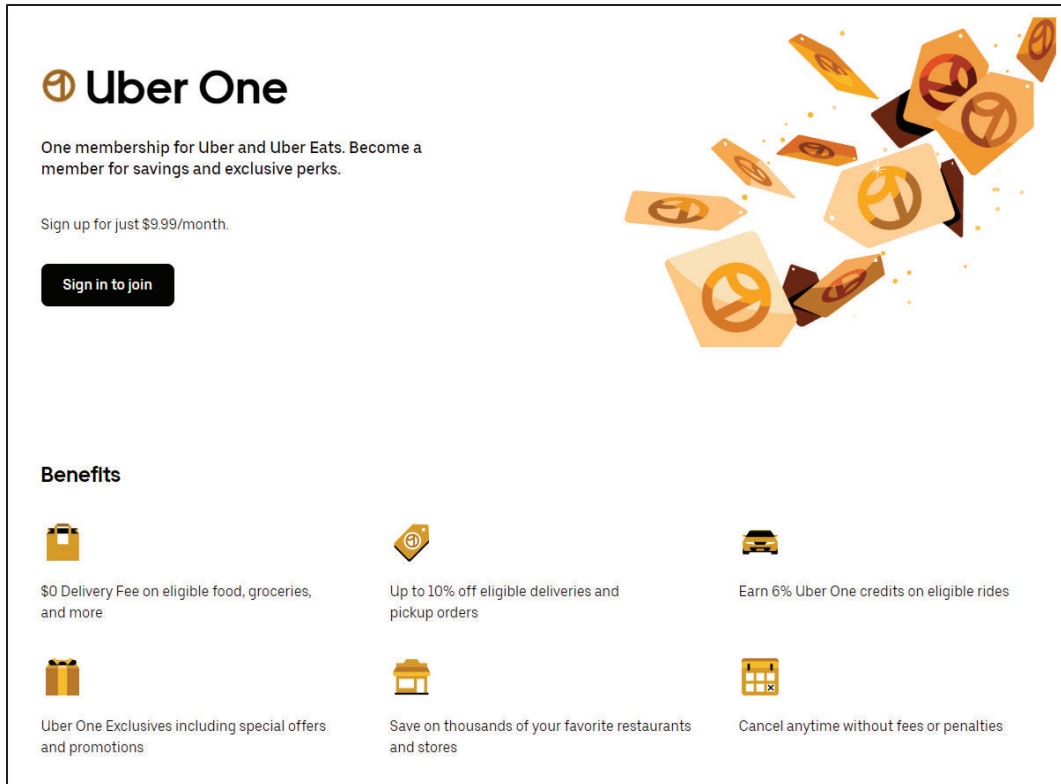 Uber One
One membership for Uber and Uber Eats. Become a
member for savings and exclusive perks.
Sign up for just $9.99/month.
Sign in to join
Benefits
$0 Delivery Fee on eligible food, groceries,
and more
Up to 10% off eligible deliveries and
pickup orders
Earn 6% Uber One credits on eligible rides
Uber One Exclusives including special offers
and promotions
Save on thousands of your favorite restaurants
and stores
Cancel anytime without fees or penalties